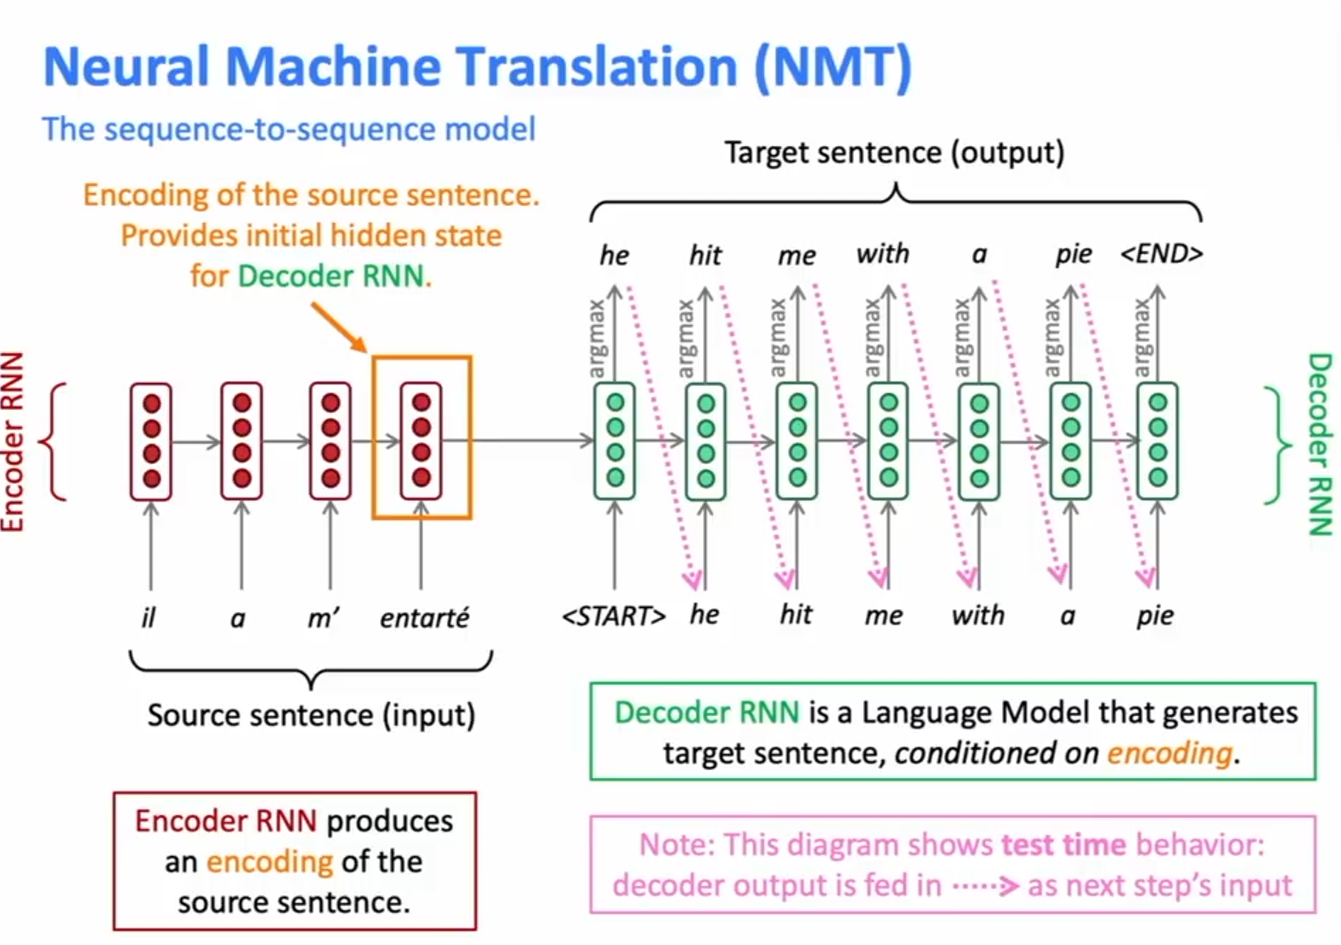 Neural Machine Translation (NMT)
The sequence-to-sequence model
Encoding of the source sentence.
Provides initial hidden state
for Decoder RNN.
Target sentence (output)
he hit me with a pie <END>
argmax argmax argmax argmax argmax argmax argmax
Encoder RNN
Decoder RNN
il a m’ entarté
<START> he hit me with a pie
Source sentence (input)
Decoder RNN is a Language Model that generates
target sentence, conditioned on encoding.
Encoder RNN produces
an encoding of the
source sentence.
Note: This diagram shows test time behavior:
decoder output is fed in as next step’s input